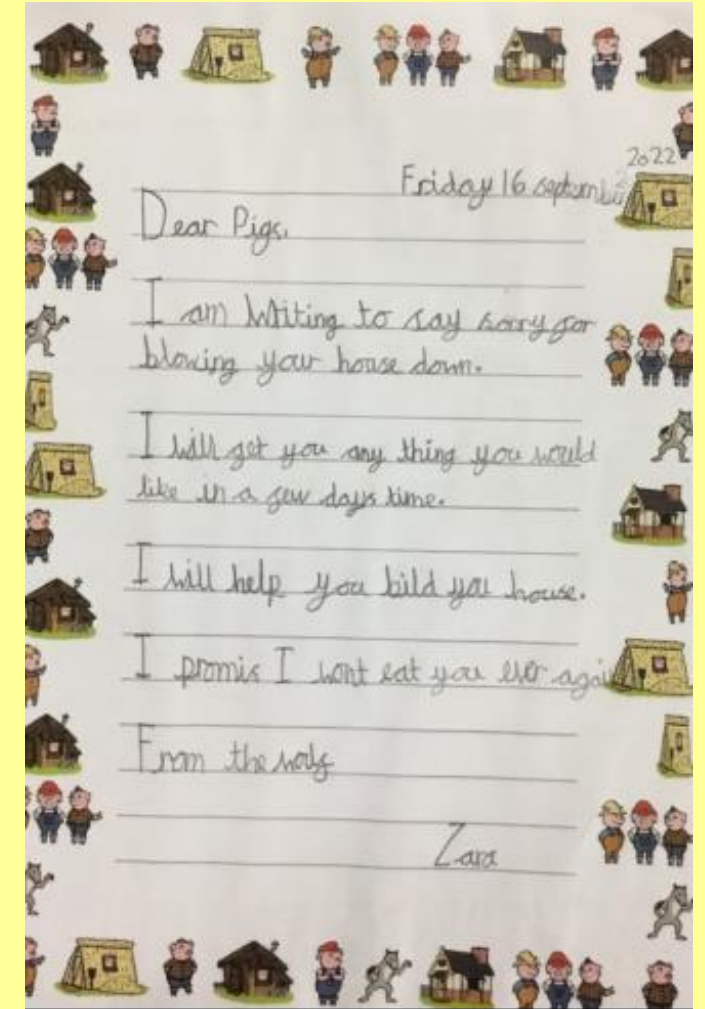 2022
Friday 16 september
Dear Pigs,
I am Writing to say sorry for
blowing your house down.
I will get you any thing you would
like in a few days time.
I will help you bild you house.
I promis I wont eat you ever again
From the wolf
Zara